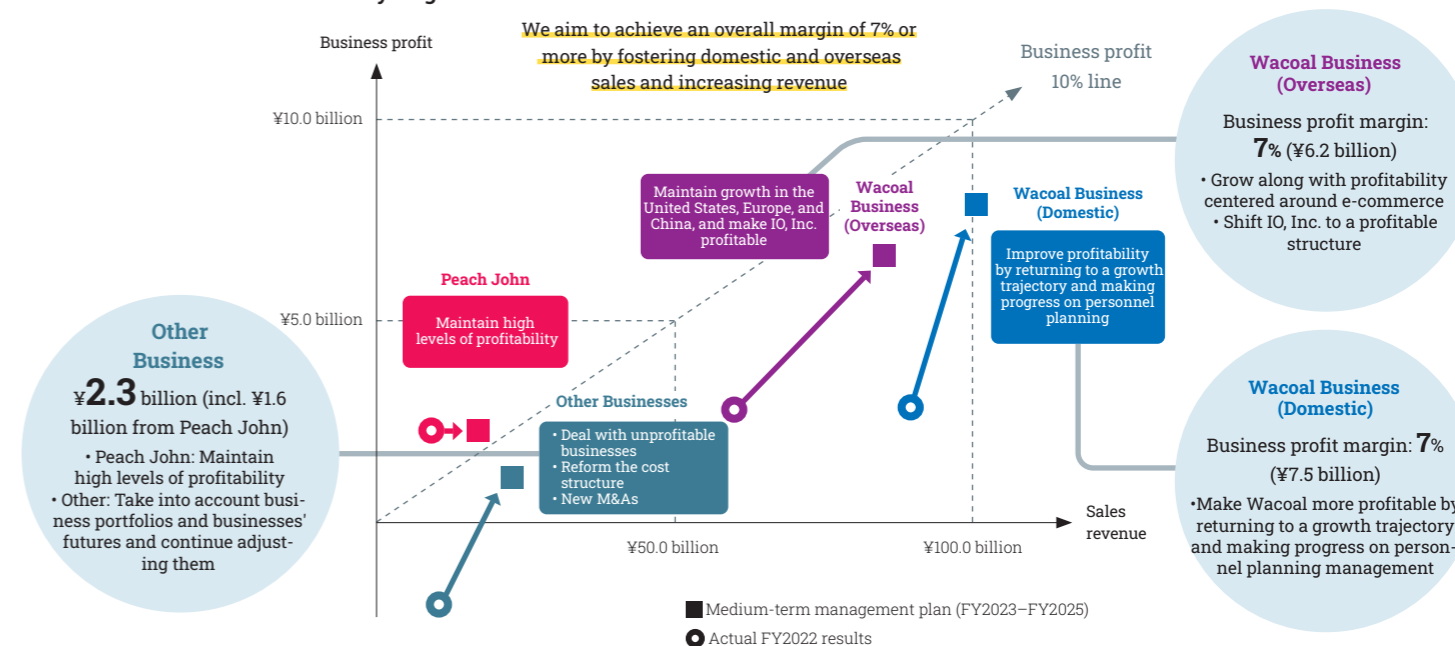 We aim to achieve an overall margin of 7% or
more by fostering domestic and overseas
sales and increasing revenue
Business profit
Business profit
10% line
¥10.0 billion
¥5.0 billion
Wacoal Business
(Overseas)
Business profit margin:
7% (¥6.2 billion)
• Grow along with profitability
centered around e-commerce
• Shift IO, Inc. to a profitable
structure
Maintain growth in the
United States, Europe, and
China, and make IO, Inc.
profitable
Wacoal
Business
(Overseas)
Wacoal Business
(Domestic)
Improve profitability
by returning to a growth
trajectory and making
progress on personnel
planning
Peach John
Maintain high
levels of profitability
Other
Business
¥2.3 billion (incl. ¥1.6
billion from Peach John)
• Peach John: Maintain
high levels of profitability
• Other: Take into account busi-
ness portfolios and businesses'
futures and continue adjust-
ing them
Other Businesses
• Deal with unprofitable
businesses
• Reform the cost
structure
• New M&As
Wacoal Business
(Domestic)
Business profit margin: 7%
(¥7.5 billion)
•Make Wacoal more profitable by
returning to a growth trajectory
and making progress on person-
nel planning management
Sales
revenue
¥50.0 billion
¥100.0 billion
Medium-term management plan (FY2023–FY2025)
Actual FY2022 results